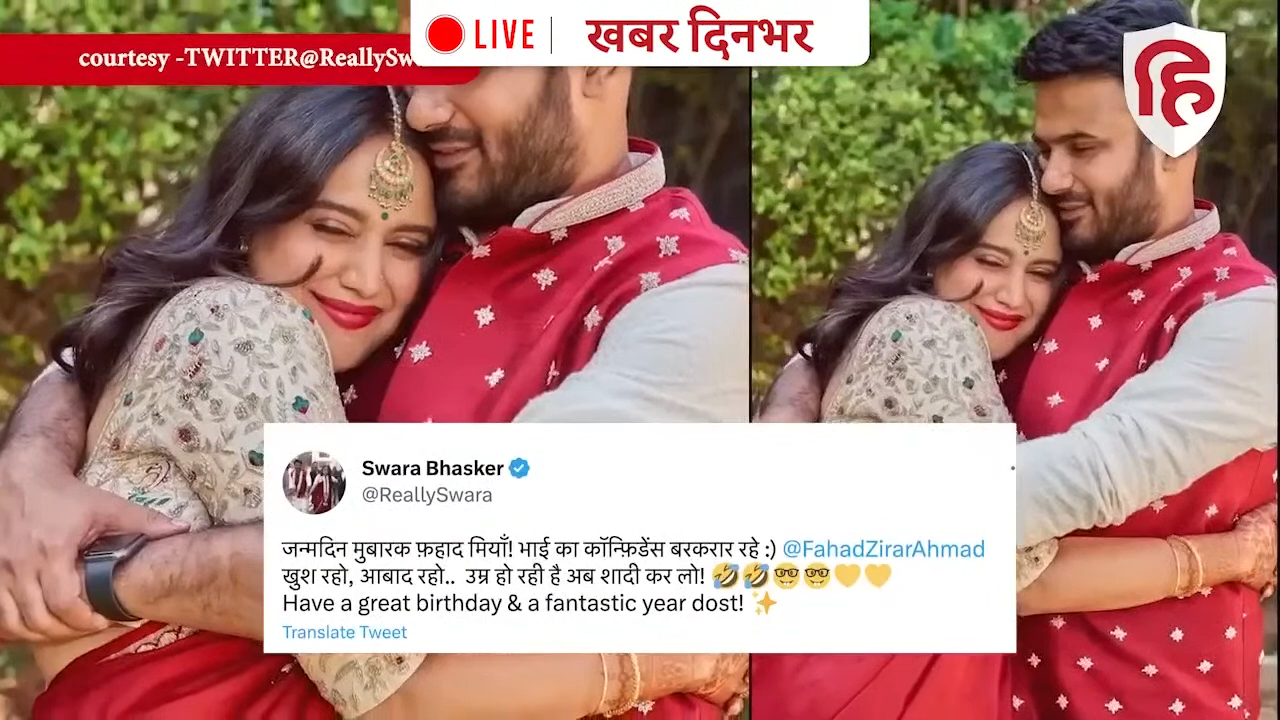 LIVE खबर दिनभर
courtesy -TWITTER@ReallySw
हि
Swara Bhasker
@ReallySwara
जन्मदिन मुबारक फ़हाद मियाँ! भाई का कॉन्फ़िडेंस बरकरार रहे :) @FahadZirarAhmad
खुश रहो, आबाद रहो.. उम्र हो रही है अब शादी कर लो! 🤣🤣🤓🤓💛💛
Have a great birthday & a fantastic year dost! ✨
Translate Tweet